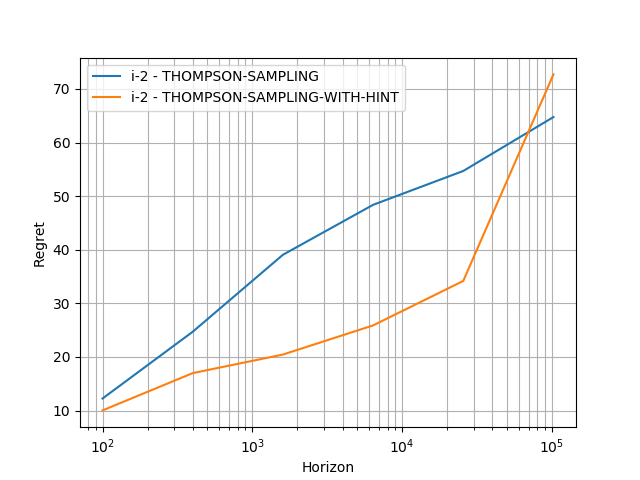 i-2 - THOMPSON-SAMPLING
i-2 - THOMPSON-SAMPLING-WITH-HINT
70
60
50
40
30
20
10
Regret
10² 10³ 10⁴ 10⁵
Horizon